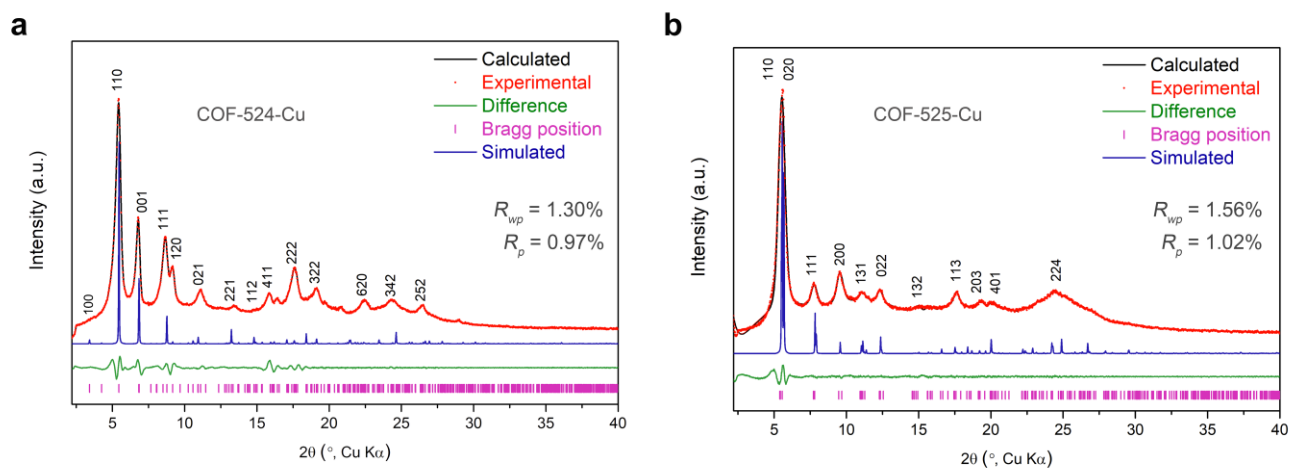 a
Calculated
Experimental
Difference
Bragg position
Simulated
COF-524-Cu
Rwp = 1.30%
Rp = 0.97%
100
110
001
111
120
021
221
112
411
222
322
620
342
252
Intensity (a.u.)
5 10 15 20 25 30 35 40
2θ (°, Cu Kα)
b
Calculated
Experimental
Difference
Bragg position
Simulated
COF-525-Cu
Rwp = 1.56%
Rp = 1.02%
110
020
111
200
131
022
132
113
203
401
224
Intensity (a.u.)
5 10 15 20 25 30 35 40
2θ (°, Cu Kα)